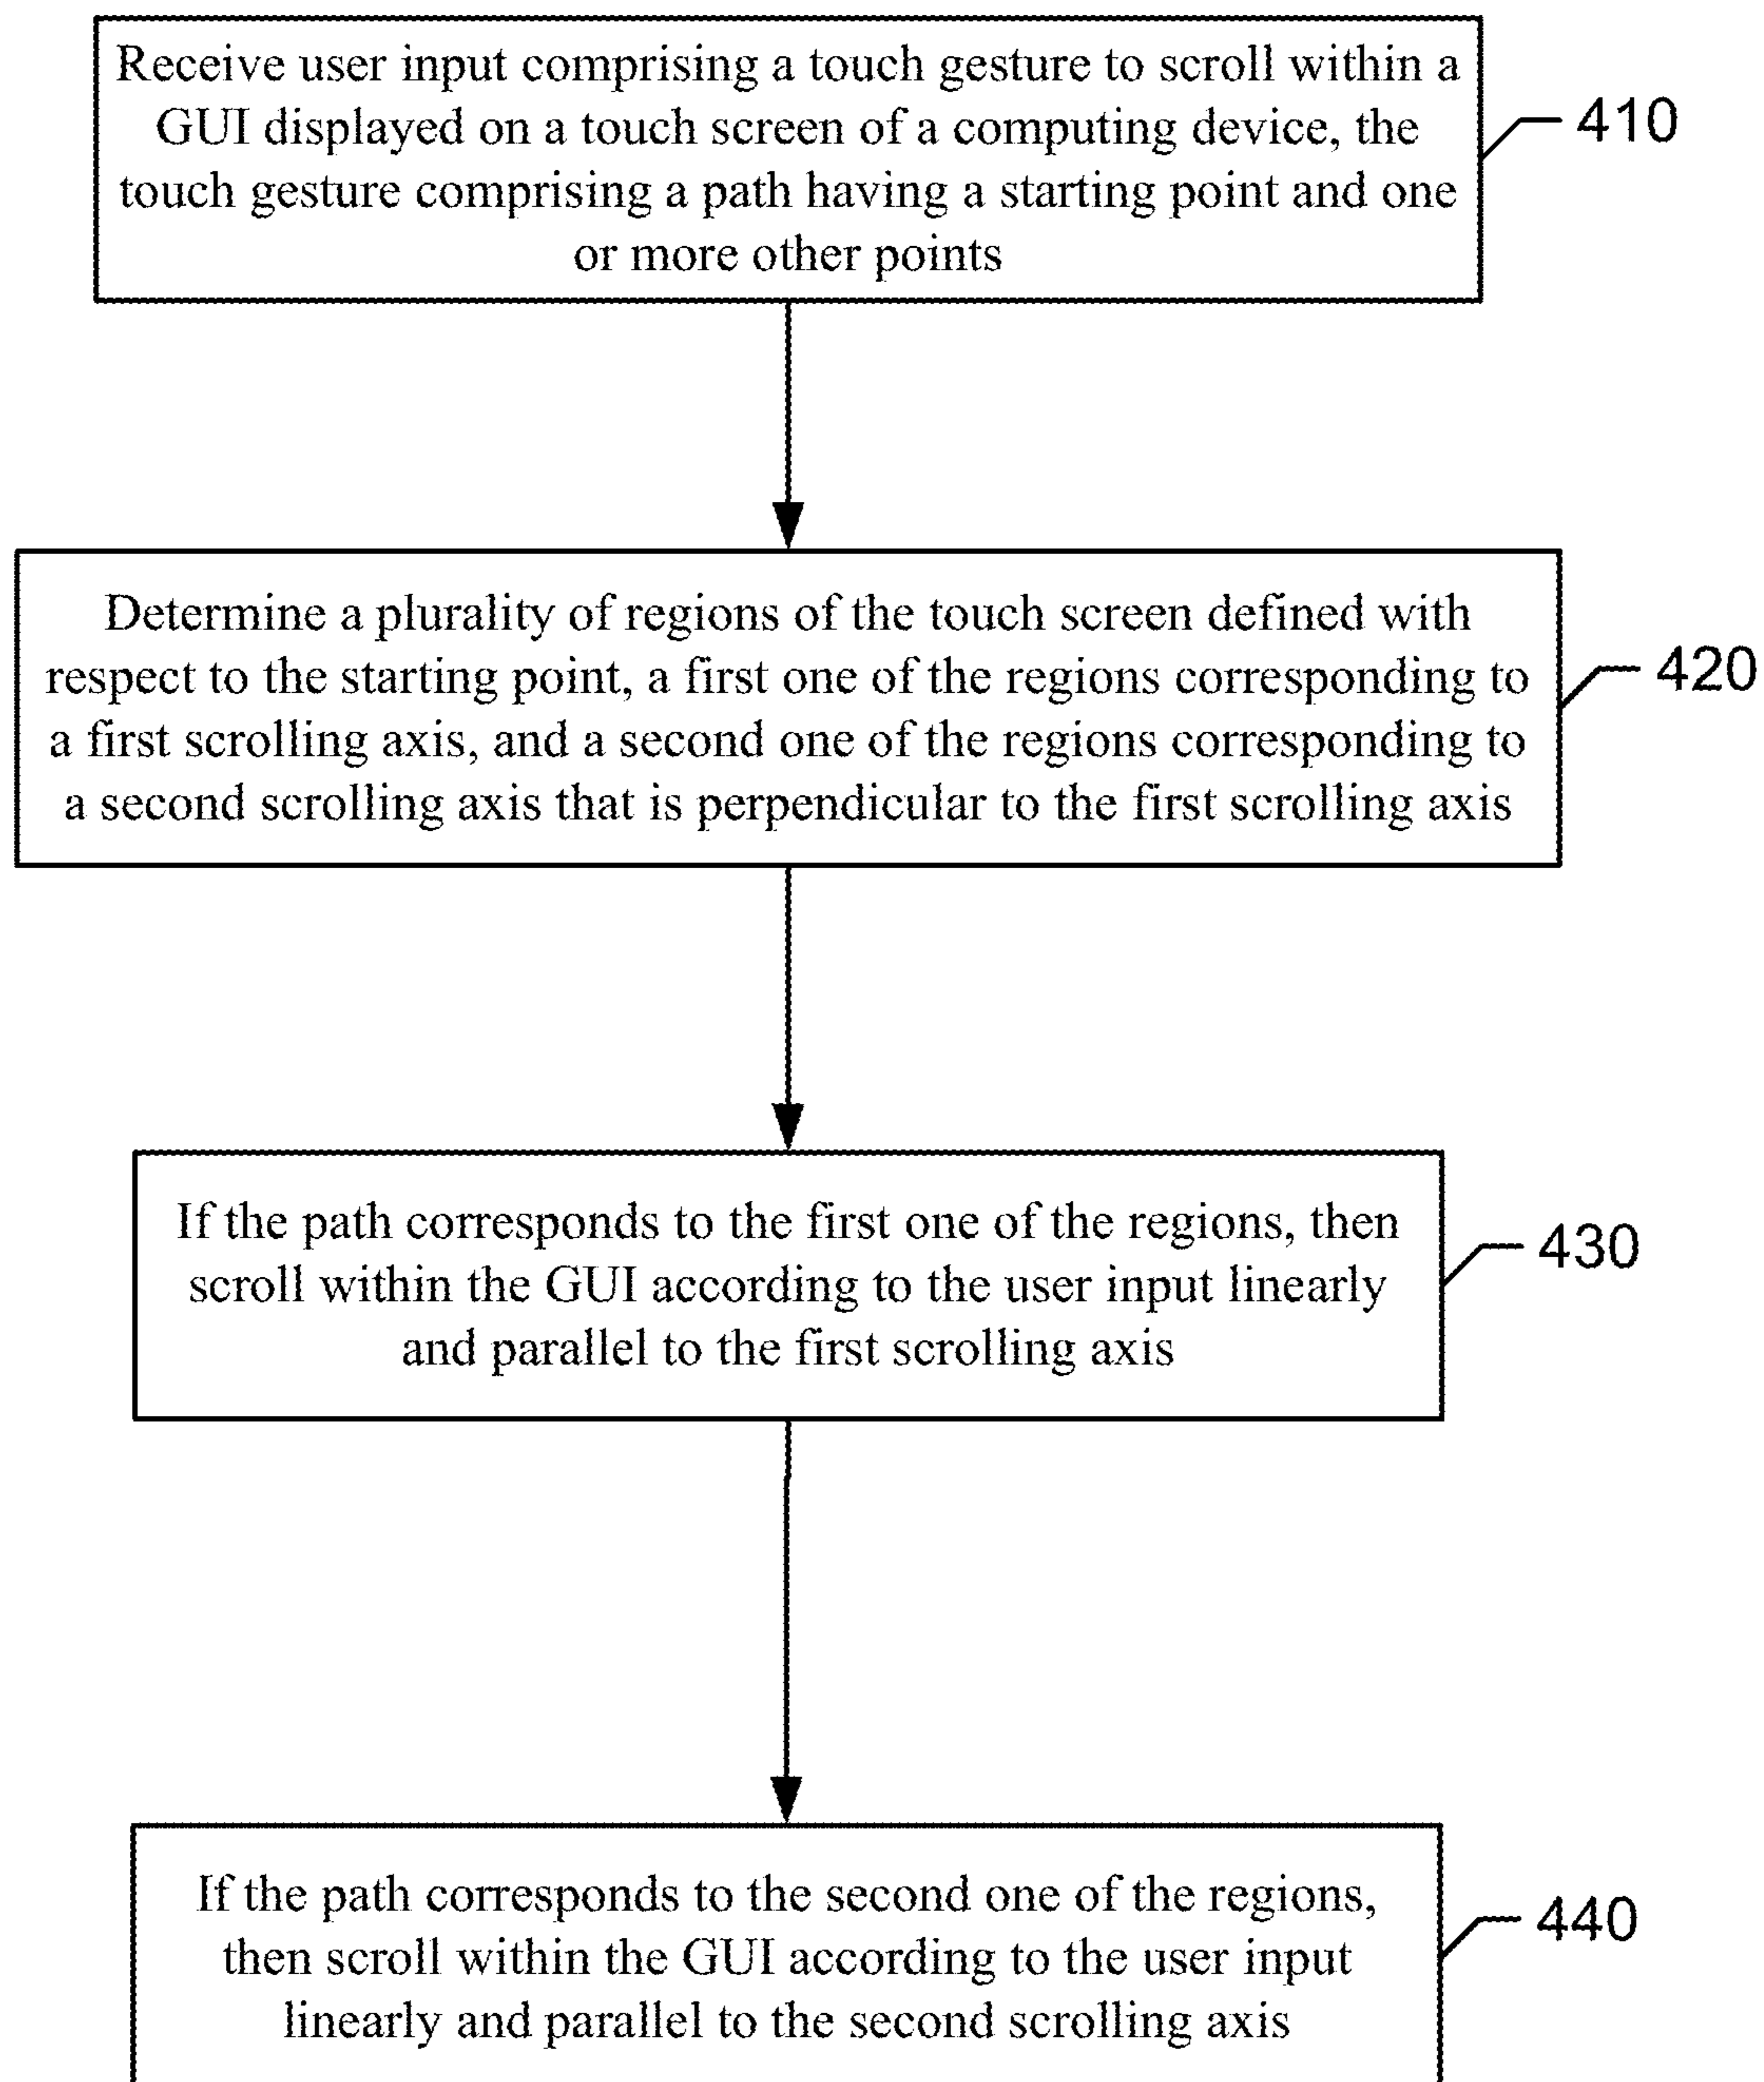 Receive user input comprising a touch gesture to scroll within a
GUI displayed on a touch screen of a computing device, the
touch gesture comprising a path having a starting point and one
or more other points
410
Determine a plurality of regions of the touch screen defined with
respect to the starting point, a first one of the regions corresponding to
a first scrolling axis, and a second one of the regions corresponding to
a second scrolling axis that is perpendicular to the first scrolling axis
420
If the path corresponds to the first one of the regions, then
scroll within the GUI according to the user input linearly
and parallel to the first scrolling axis
430
If the path corresponds to the second one of the regions,
then scroll within the GUI according to the user input
linearly and parallel to the second scrolling axis
440